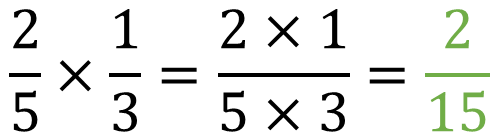 2/5 × 1/3 = (2 × 1)/(5 × 3) = 2/15